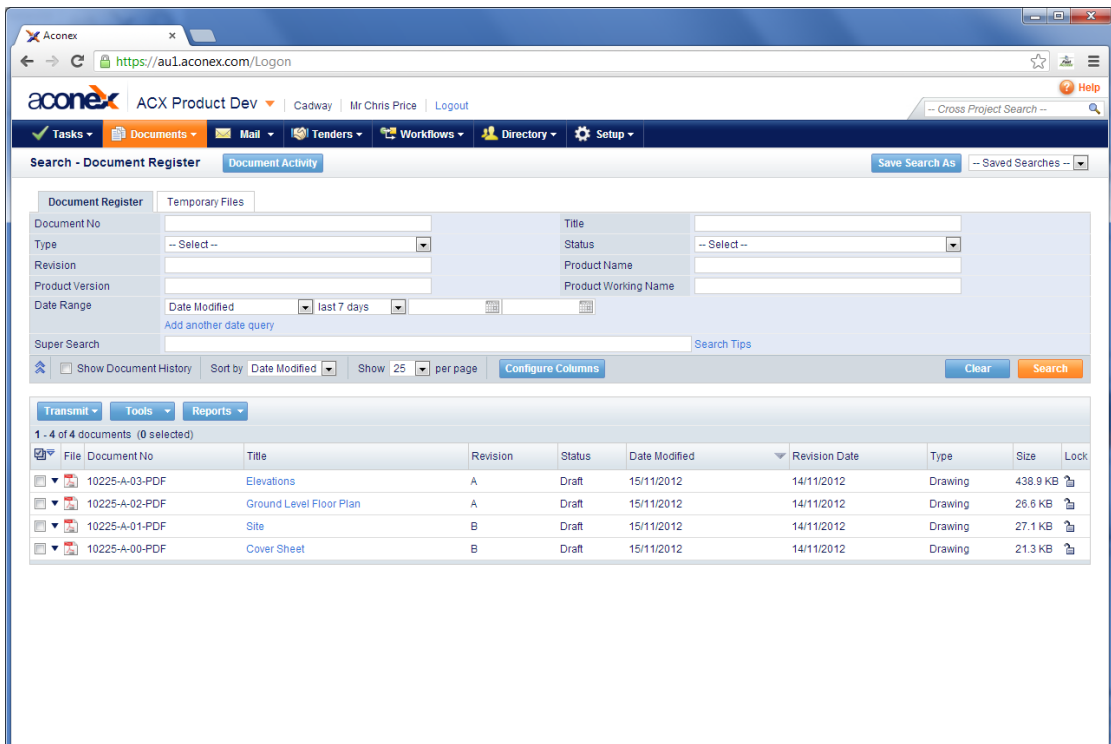 Aconex
https://au1.aconex.com/Logon
Help
aconex ACX Product Dev Cadway Mr Chris Price Logout
-- Cross Project Search --
Tasks Documents Mail Tenders Workflows Directory Setup
Search - Document Register Document Activity Save Search As -- Saved Searches --
Document Register Temporary Files
Document No Title
Type -- Select -- Status -- Select --
Revision Product Name
Product Version Product Working Name
Date Range Date Modified last 7 days
Add another date query
Super Search Search Tips
Show Document History Sort by Date Modified Show 25 per page Configure Columns Clear Search
Transmit Tools Reports
1 - 4 of 4 documents (0 selected)
File Document No Title Revision Status Date Modified Revision Date Type Size Lock
10225-A-03-PDF Elevations A Draft 15/11/2012 14/11/2012 Drawing 438.9 KB
10225-A-02-PDF Ground Level Floor Plan A Draft 15/11/2012 14/11/2012 Drawing 26.6 KB
10225-A-01-PDF Site B Draft 15/11/2012 14/11/2012 Drawing 27.1 KB
10225-A-00-PDF Cover Sheet B Draft 15/11/2012 14/11/2012 Drawing 21.3 KB